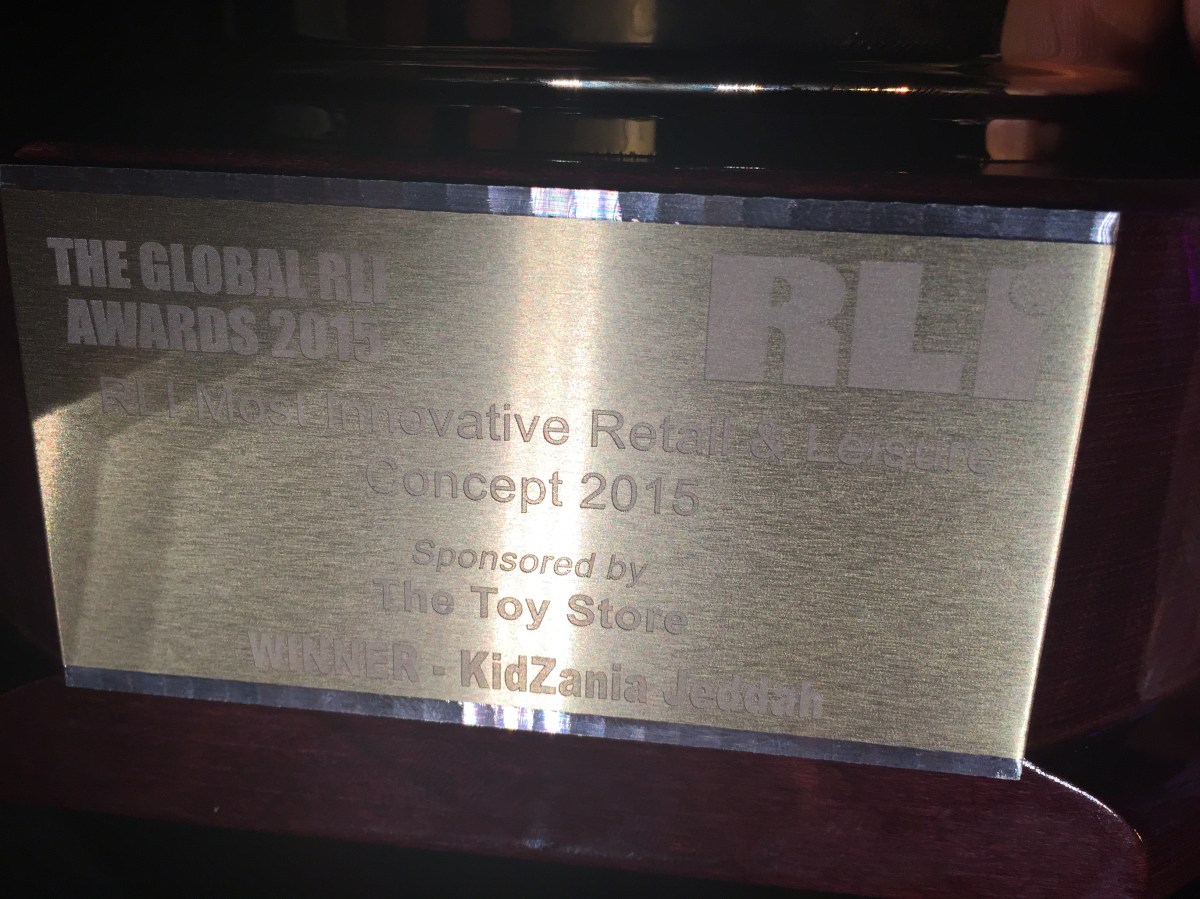 THE GLOBAL RLI
AWARDS 2015
RLI
RLI Most Innovative Retail & Leisure
Concept 2015
Sponsored by
The Toy Store
WINNER - KidZania Jeddah